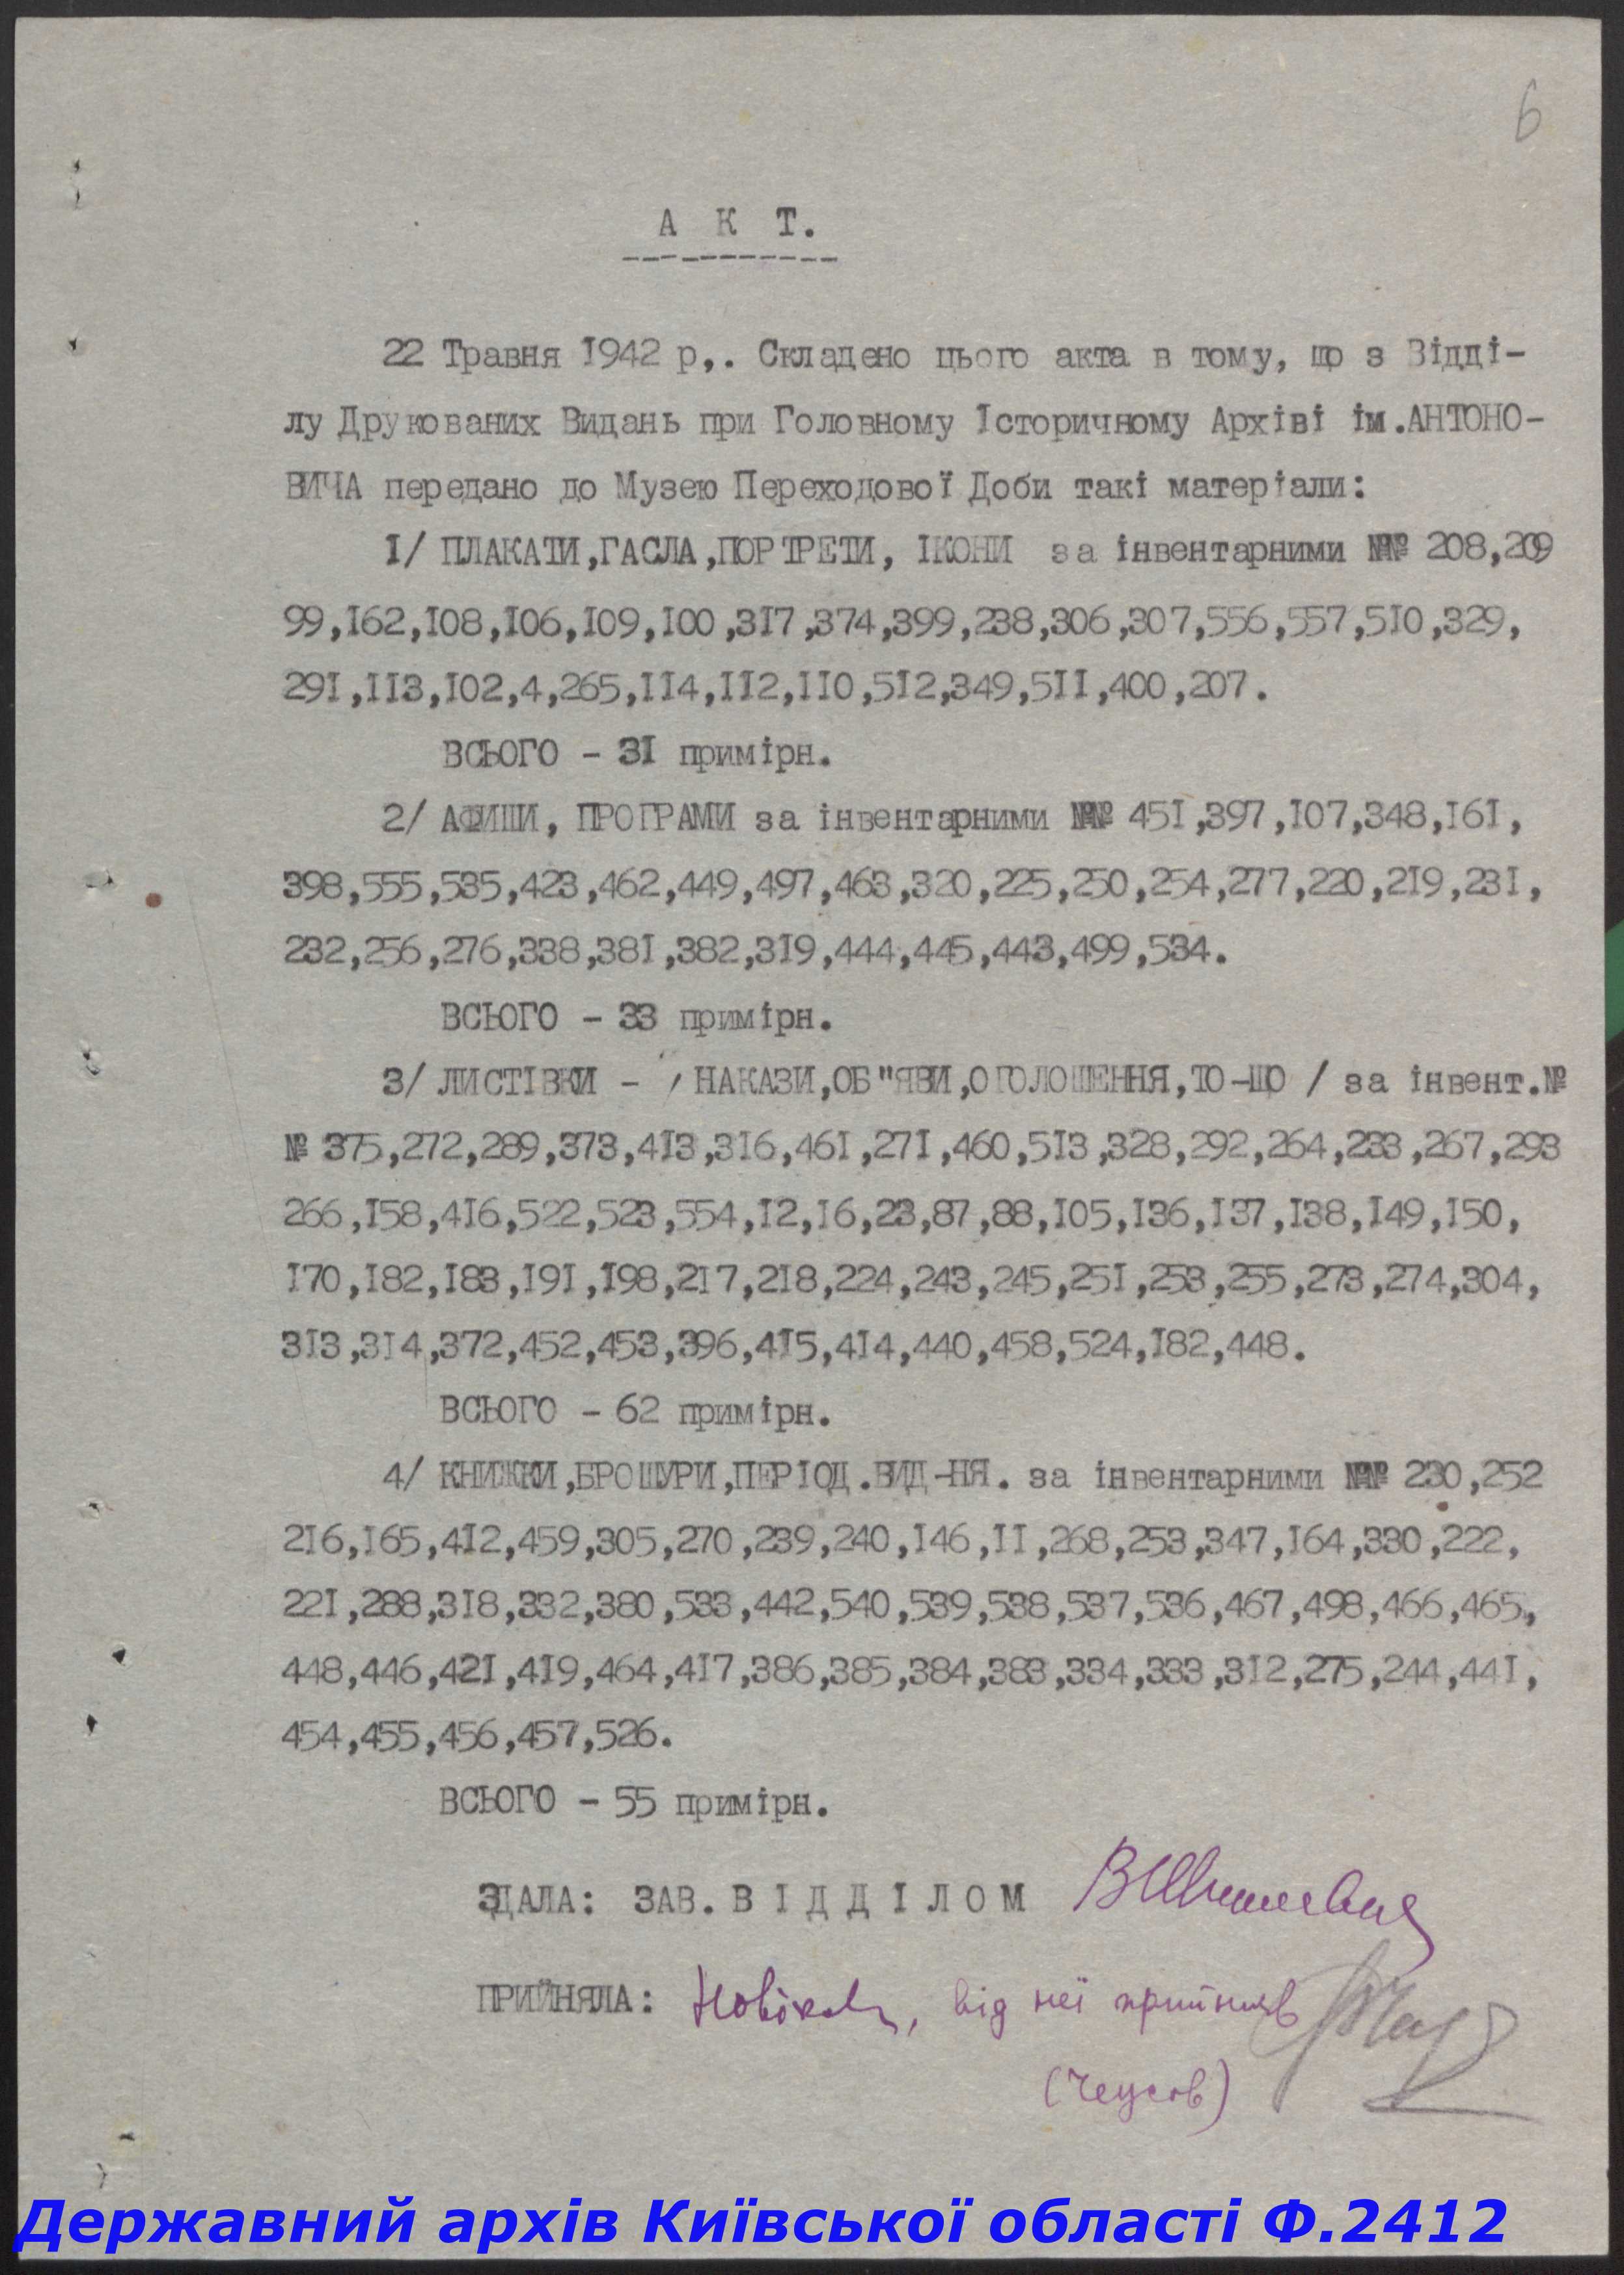 6
А К Т.
-----------
22 Травня 1942 р,. Складено цього акта в тому, що з Відді-
лу Друкованих Видань при Головному Історичному Архіві ім.АНТОНО-
ВИЧА передано до Музею Переходової Доби такі матеріали:
1/ ПЛАКАТИ,ГАСЛА,ПОРТРЕТИ, ІКОНИ за інвентарними №№ 208,209
99,162,108,106,109,100,317,374,399,238,306,307,556,557,510,329,
291,113,102,4,265,114,112,110,512,349,511,400,207.
ВСЬОГО - 31 примірн.
2/ АФИШИ, ПРОГРАМИ за інвентарними №№ 451,397,107,348,161,
398,555,535,423,462,449,497,463,320,225,250,254,277,220,219,231,
232,256,276,338,381,382,319,444,445,443,499,534.
ВСЬОГО - 33 примірн.
3/ ЛИСТІВКИ - / НАКАЗИ,ОБ"ЯВИ,ОГОЛОШЕННЯ,ТО-ЩО / за інвент.№
№ 375,272,289,373,413,316,461,271,460,513,328,292,264,233,267,293
266,158,416,522,523,554,12,16,23,87,88,105,136,137,138,149,150,
170,182,183,191,198,217,218,224,243,245,251,253,255,273,274,304,
313,314,372,452,453,396,415,414,440,458,524,182,448.
ВСЬОГО - 62 примірн.
4/ КНИЖКИ,БРОШУРИ,ПЕРІОД.ВИД-НЯ. за інвентарними №№ 230,252
216,165,412,459,305,270,239,240,146,11,268,253,347,164,330,222,
221,288,318,332,380,533,442,540,539,538,537,536,467,498,466,465,
448,446,421,419,464,417,386,385,384,383,334,333,312,275,244,441,
454,455,456,457,526.
ВСЬОГО - 55 примірн.
ЗДАЛА: ЗАВ. В І Д Д І Л О М
ПРИЙНЯЛА: Новікова, від неї прийняв
(Чеусов)
Державний архів Київської області Ф.2412